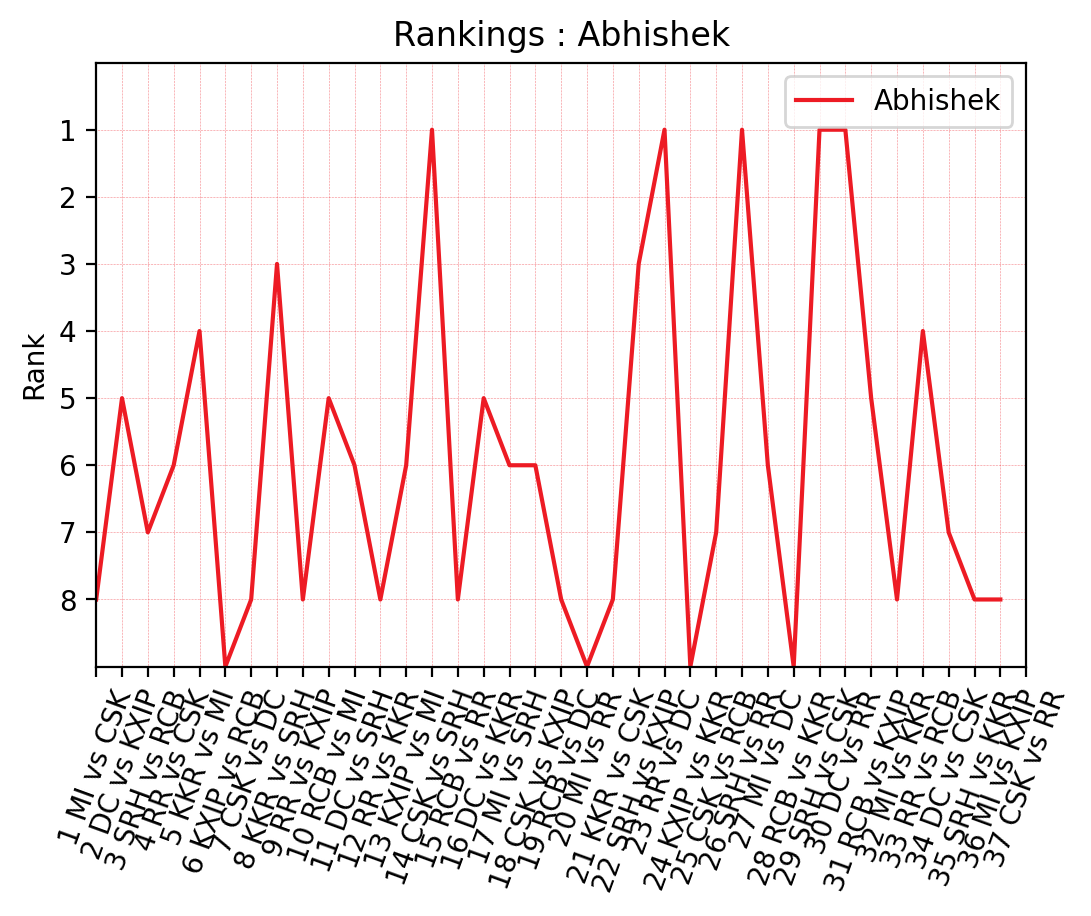 Rankings : Abhishek
Abhishek
Rank
1
2
3
4
5
6
7
8
1 MI vs CSK
2 DC vs KXIP
3 SRH vs RCB
4 RR vs CSK
5 KKR vs MI
6 KXIP vs RCB
7 CSK vs DC
8 KKR vs SRH
9 RR vs KXIP
10 RCB vs MI
11 DC vs SRH
12 RR vs KKR
13 KXIP vs MI
14 CSK vs SRH
15 RCB vs RR
16 DC vs KKR
17 MI vs SRH
18 CSK vs KXIP
19 RCB vs DC
20 MI vs RR
21 KKR vs CSK
22 SRH vs KXIP
23 RR vs DC
24 KXIP vs KKR
25 CSK vs RCB
26 SRH vs RR
27 MI vs DC
28 RCB vs KKR
29 SRH vs CSK
30 DC vs RR
31 RCB vs KXIP
32 MI vs KKR
33 RR vs RCB
34 DC vs CSK
35 SRH vs KKR
36 MI vs KXIP
37 CSK vs RR